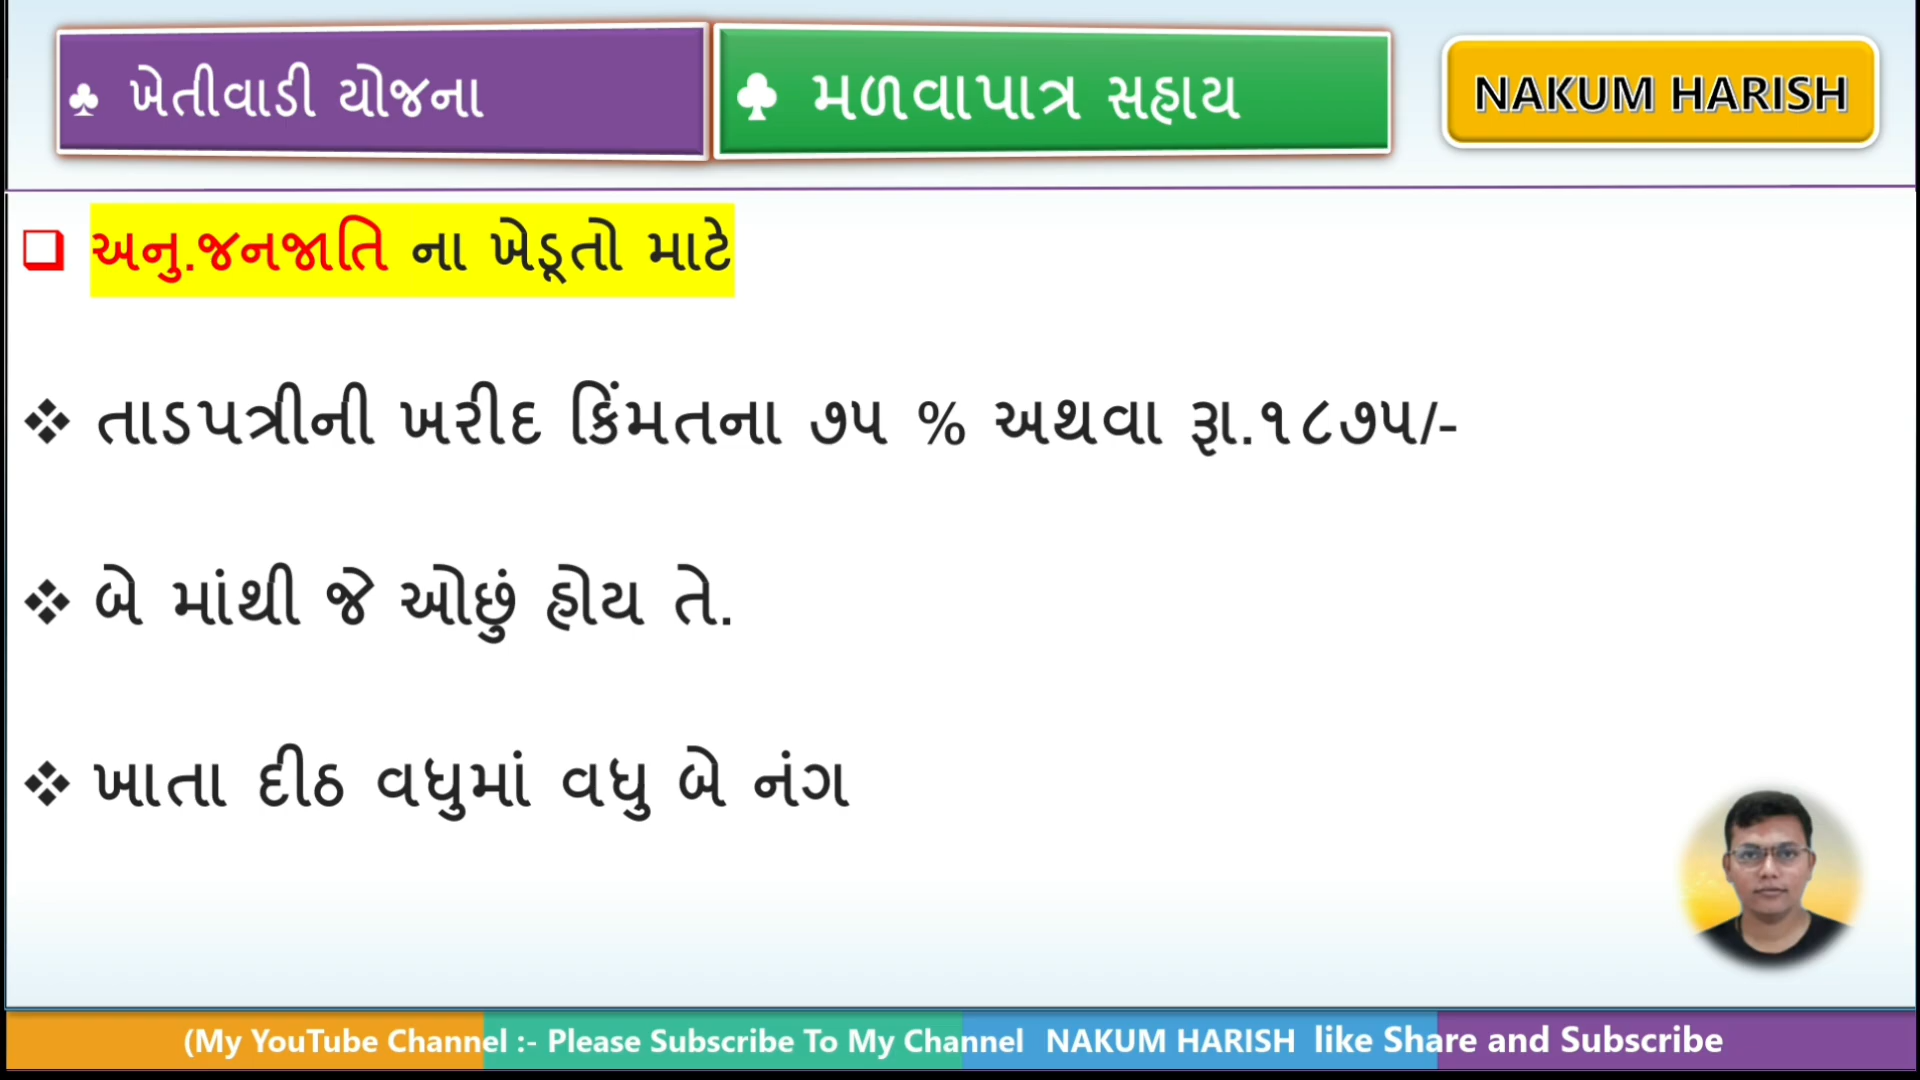 ♣ ખેતીવાડી યોજના
♣ મળવાપાત્ર સહાય
NAKUM HARISH
❑ અનુ.જનજાતિ ના ખેડૂતો માટે
❖ તાડપત્રીની ખરીદ કિંમતના ૭૫ % અથવા રૂા.૧૮૭૫/-
❖ બે માંથી જે ઓછું હોય તે.
❖ ખાતા દીઠ વધુમાં વધુ બે નંગ
(My YouTube Channel :- Please Subscribe To My Channel NAKUM HARISH like Share and Subscribe